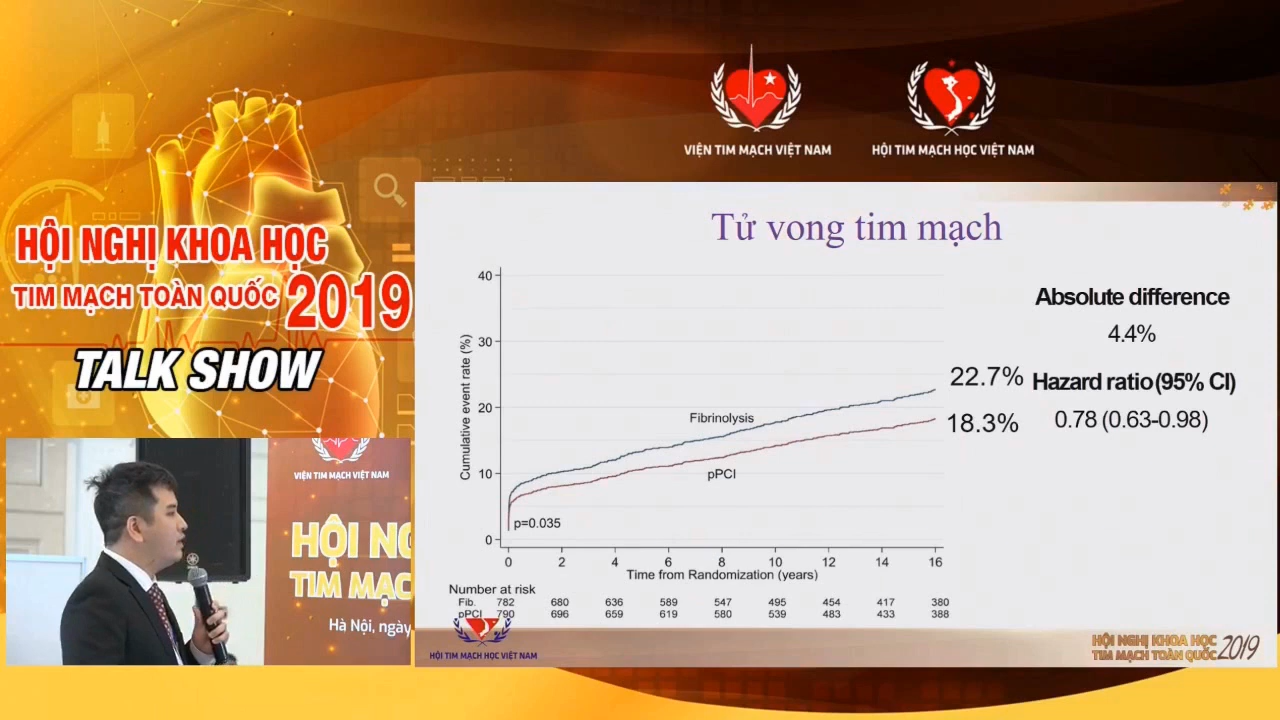 VIỆN TIM MẠCH VIỆT NAM
HỘI TIM MẠCH HỌC VIỆT NAM
HỘI NGHỊ KHOA HỌC
TIM MẠCH TOÀN QUỐC 2019
TALK SHOW
VIỆN TIM MẠCH VIỆT NAM
HỘI NG
TIM MẠC
Hà Nội, ngày
Tử vong tim mạch
Cumulative event rate (%)
40
30
20
10
0
Fibrinolysis
pPCI
p=0.035
22.7%
18.3%
Absolute difference
4.4%
Hazard ratio (95% CI)
0.78 (0.63-0.98)
0 2 4 6 8 10 12 14 16
Time from Randomization (years)
Number at risk
Fib. 782 680 636 589 547 495 454 417 380
pPCI 790 696 659 619 580 539 483 433 388
HỘI TIM MẠCH HỌC VIỆT NAM
HỘI NGHỊ KHOA HỌC
TIM MẠCH TOÀN QUỐC 2019